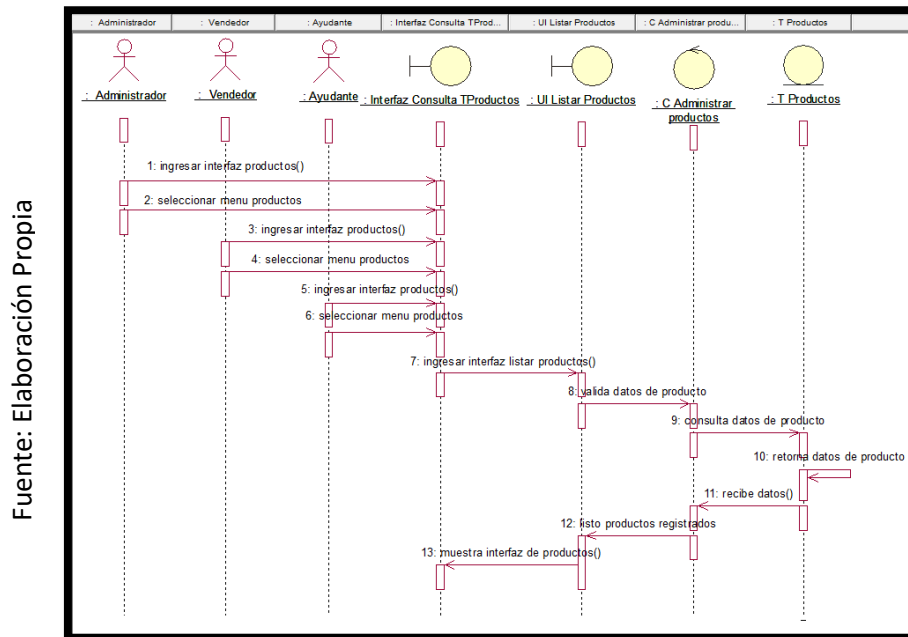 : Administrador
: Vendedor
: Ayudante
: Interfaz Consulta TProd...
: UI Listar Productos
: C Administrar produ...
: T Productos
: Administrador
: Vendedor
: Ayudante
: Interfaz Consulta TProductos
: UI Listar Productos
: C Administrar
productos
: T Productos
1: ingresar interfaz productos()
2: seleccionar menu productos
3: ingresar interfaz productos()
4: seleccionar menu productos
5: ingresar interfaz productos()
6: seleccionar menu productos
7: ingresar interfaz listar productos()
8: valida datos de producto
9: consulta datos de producto
10: retorna datos de producto
11: recibe datos()
12: listo productos registrados
13: muestra interfaz de productos()
Fuente: Elaboración Propia